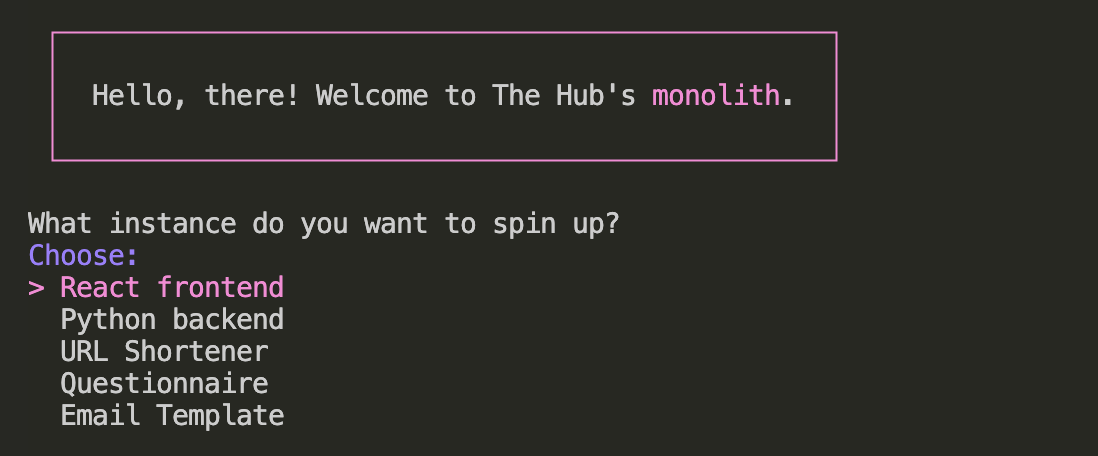 Hello, there! Welcome to The Hub's monolith.
What instance do you want to spin up?
Choose:
> React frontend
Python backend
URL Shortener
Questionnaire
Email Template